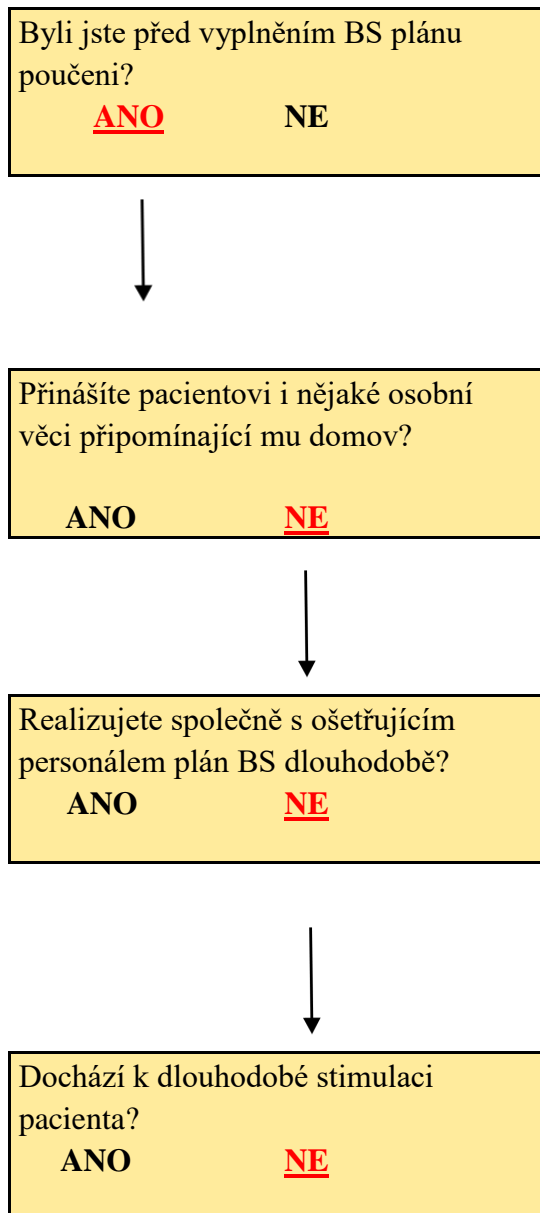 Byli jste před vyplněním BS plánu
poučeni?
ANO NE
Přinášíte pacientovi i nějaké osobní
věci připomínající mu domov?
ANO NE
Realizujete společně s ošetřujícím
personálem plán BS dlouhodobě?
ANO NE
Dochází k dlouhodobé stimulaci
pacienta?
ANO NE